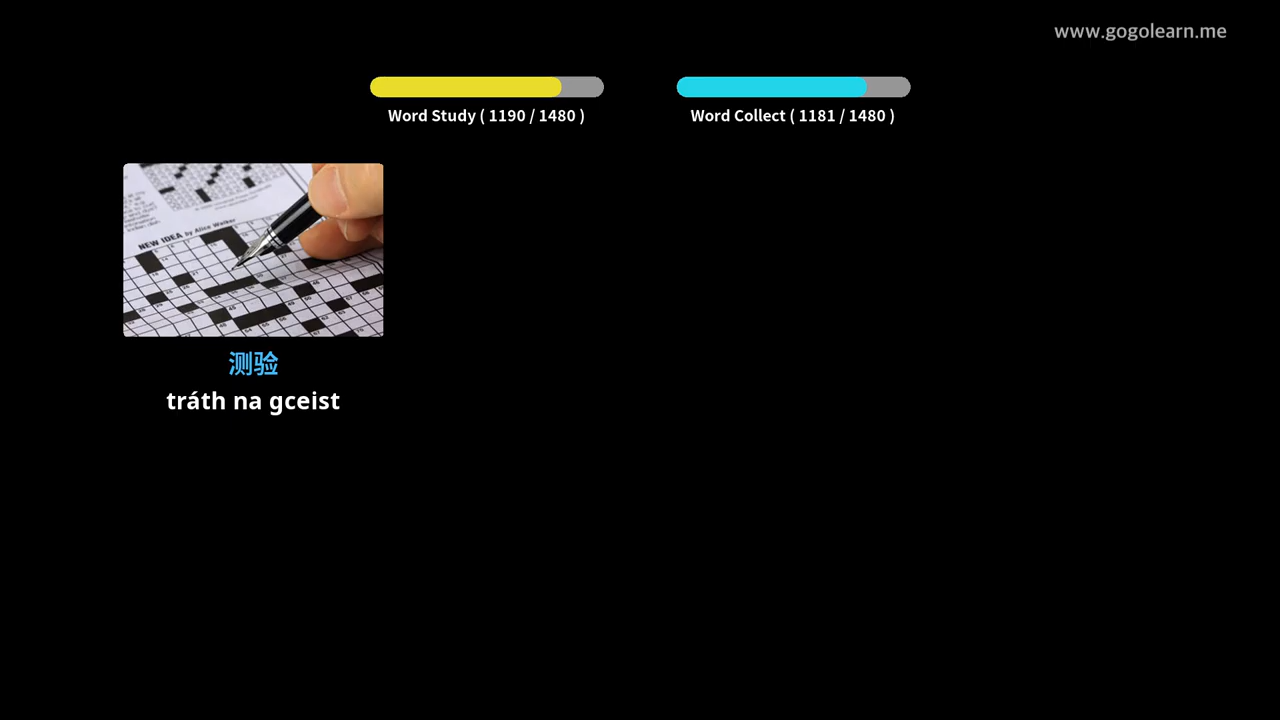 www.gogolearn.me
Word Study ( 1190 / 1480 )
Word Collect ( 1181 / 1480 )
NEW IDEA by Alice Walker
测验
tráth na gceist